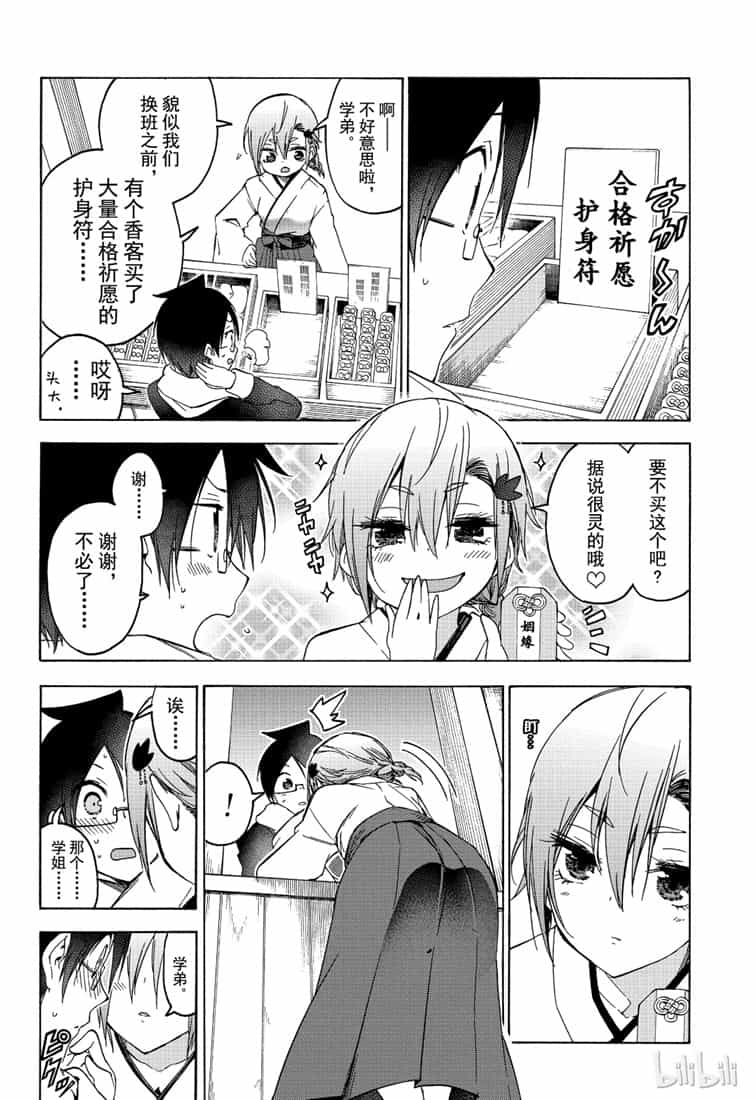 合格祈愿
护身符
すか〜〜ん
啊——
不好意思啦，
学弟。
貌似我们
换班之前，
有个香客买了
大量合格祈愿的
护身符……
哎呀
……
头大。
要不买这个吧？
据说很灵的哦♡
姻缘
ニヤニヤ
谢……
谢谢，
不必了……
盯…
！
诶……
那个……
学姐
学弟。
ピクッ
bilibili